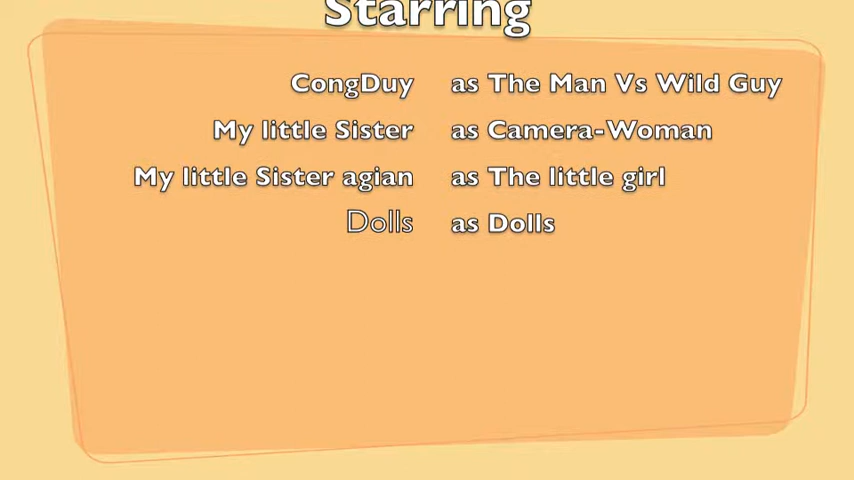 Starring
CongDuy as The Man Vs Wild Guy
My little Sister as Camera-Woman
My little Sister agian as The little girl
Dolls as Dolls